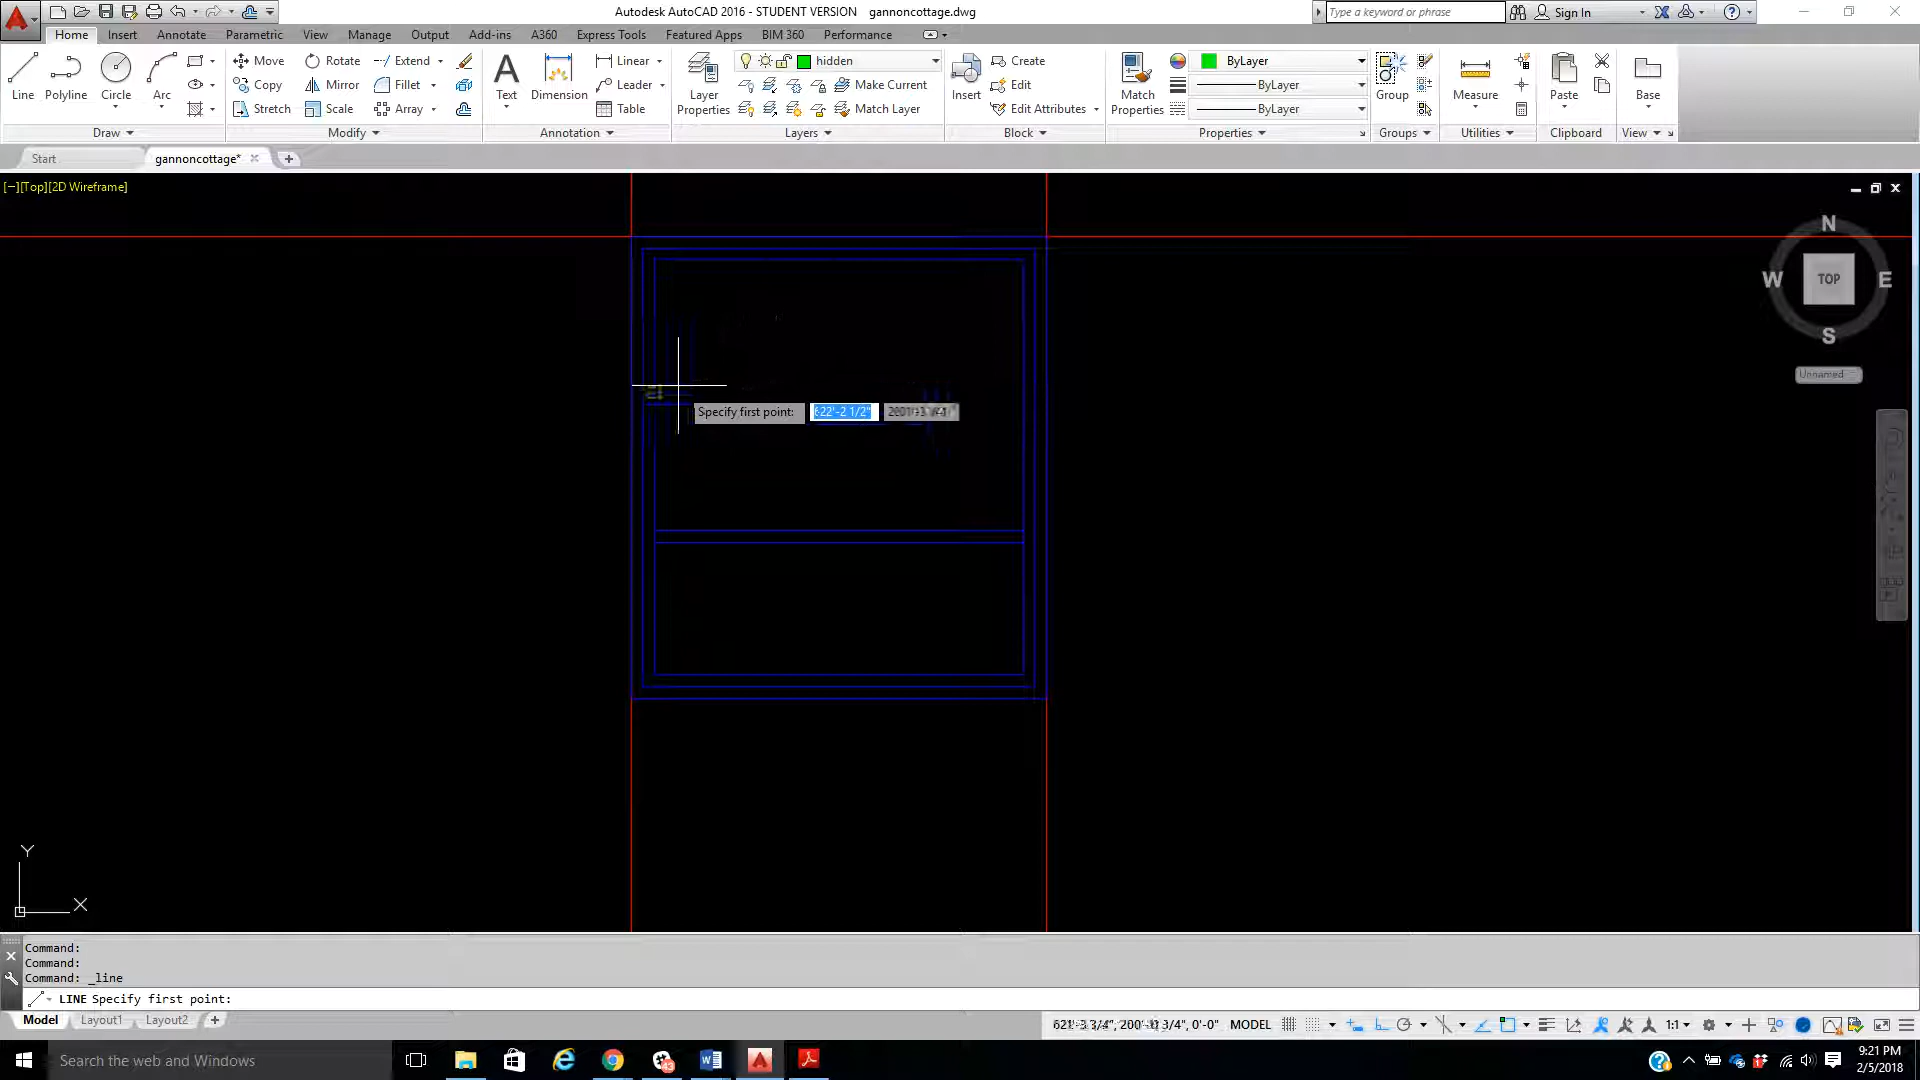 Autodesk AutoCAD 2016 - STUDENT VERSION gannoncottage.dwg
Type a keyword or phrase
Sign In
Home Insert Annotate Parametric View Manage Output Add-ins A360 Express Tools Featured Apps BIM 360 Performance
Line Polyline Circle Arc
Move Rotate Extend
Copy Mirror Fillet
Stretch Scale Array
Text Dimension
Linear
Leader
Table
Layer Properties
hidden
Make Current
Match Layer
Insert
Create
Edit
Edit Attributes
Match Properties
ByLayer
ByLayer
ByLayer
Group Measure Paste Base
Draw Modify Annotation Layers Block Properties Groups Utilities Clipboard View
Start gannoncottage*
[−][Top][2D Wireframe]
N
W TOP E
S
Unnamed
Specify first point: 622'-2 1/2"
Y
X
Command:
Command:
Command: _line
LINE Specify first point:
Model Layout1 Layout2 +
MODEL 1:1
Search the web and Windows
9:21 PM
2/5/2018